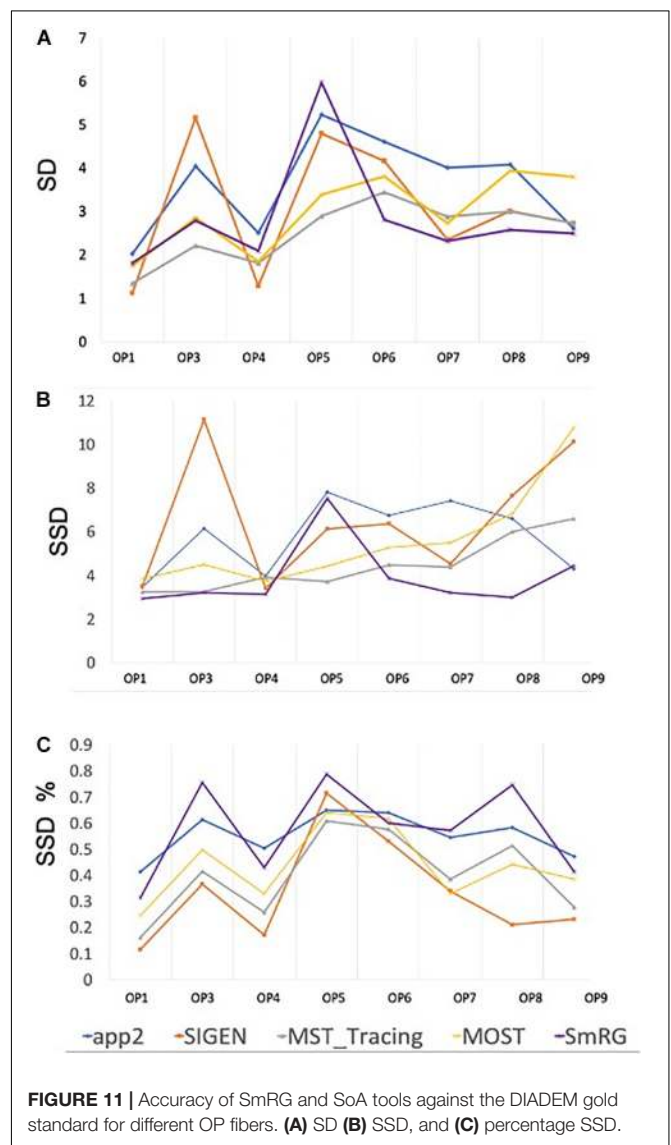 A
7
6
5
4
3
2
1
0
SD
OP1 OP3 OP4 OP5 OP6 OP7 OP8 OP9
B
12
10
8
6
4
2
0
SSD
OP1 OP3 OP4 OP5 OP6 OP7 OP8 OP9
C
0.9
0.8
0.7
0.6
0.5
0.4
0.3
0.2
0.1
0
SSD %
OP1 OP3 OP4 OP5 OP6 OP7 OP8 OP9
app2 SIGEN MST_Tracing MOST SmRG
FIGURE 11 | Accuracy of SmRG and SoA tools against the DIADEM gold
standard for different OP fibers. (A) SD (B) SSD, and (C) percentage SSD.